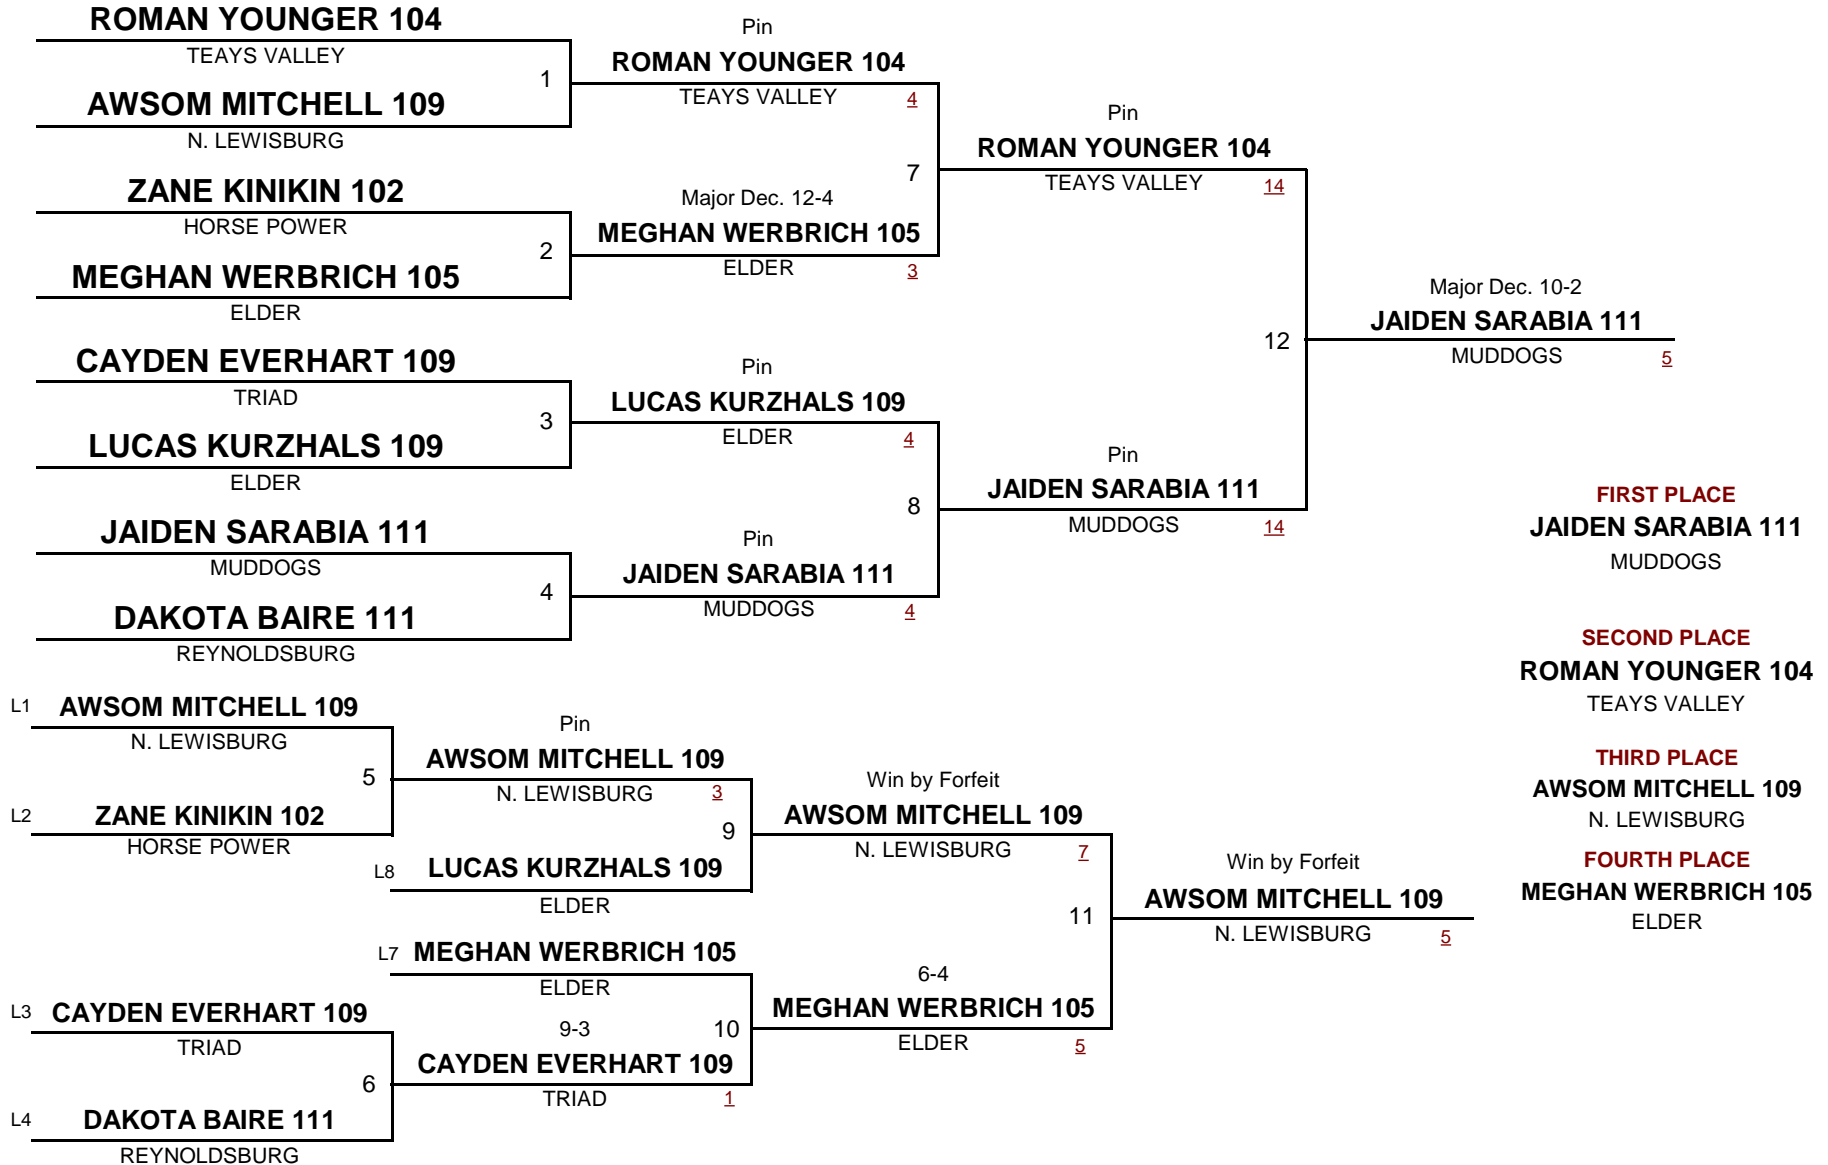 ROMAN YOUNGER 104
TEAYS VALLEY
1
AWSOM MITCHELL 109
N. LEWISBURG
ZANE KINIKIN 102
HORSE POWER
2
MEGHAN WERBRICH 105
ELDER
CAYDEN EVERHART 109
TRIAD
3
LUCAS KURZHALS 109
ELDER
JAIDEN SARABIA 111
MUDDOGS
4
DAKOTA BAIRE 111
REYNOLDSBURG
Pin
ROMAN YOUNGER 104
TEAYS VALLEY 4
7
Major Dec. 12-4
MEGHAN WERBRICH 105
ELDER 3
Pin
LUCAS KURZHALS 109
ELDER 4
8
Pin
JAIDEN SARABIA 111
MUDDOGS 4
Pin
ROMAN YOUNGER 104
TEAYS VALLEY 14
12
Pin
JAIDEN SARABIA 111
MUDDOGS 14
Major Dec. 10-2
JAIDEN SARABIA 111
MUDDOGS 5
L1 AWSOM MITCHELL 109
N. LEWISBURG
5
L2 ZANE KINIKIN 102
HORSE POWER
Pin
AWSOM MITCHELL 109
N. LEWISBURG 3
9
L8 LUCAS KURZHALS 109
ELDER
L7 MEGHAN WERBRICH 105
ELDER
L3 CAYDEN EVERHART 109
TRIAD
6
L4 DAKOTA BAIRE 111
REYNOLDSBURG
9-3
10
CAYDEN EVERHART 109
TRIAD 1
Win by Forfeit
AWSOM MITCHELL 109
N. LEWISBURG 7
11
6-4
MEGHAN WERBRICH 105
ELDER 5
Win by Forfeit
AWSOM MITCHELL 109
N. LEWISBURG 5
FIRST PLACE
JAIDEN SARABIA 111
MUDDOGS
SECOND PLACE
ROMAN YOUNGER 104
TEAYS VALLEY
THIRD PLACE
AWSOM MITCHELL 109
N. LEWISBURG
FOURTH PLACE
MEGHAN WERBRICH 105
ELDER